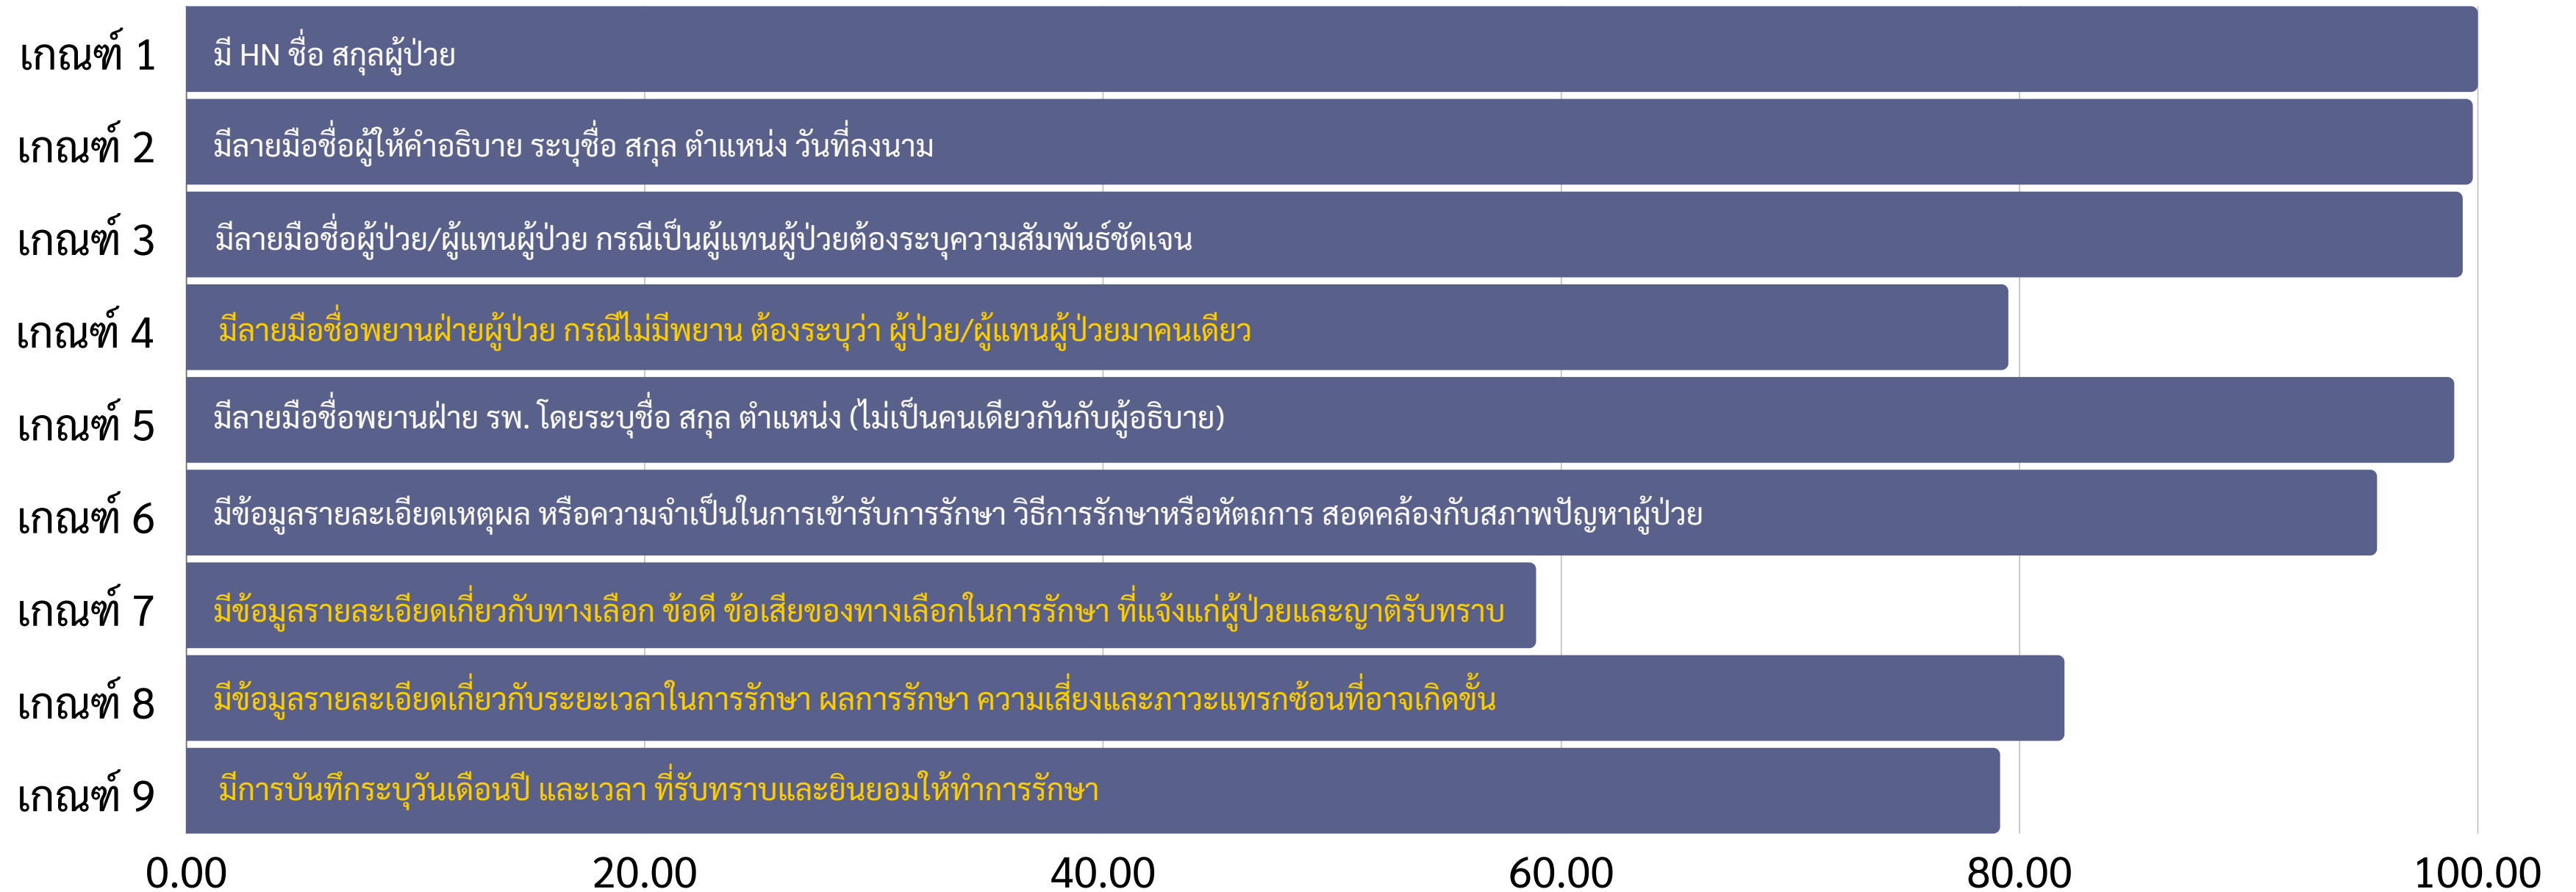 เกณฑ์ 1
มี HN ชื่อ สกุลผู้ป่วย
เกณฑ์ 2
มีลายมือชื่อผู้ให้คำอธิบาย ระบุชื่อ สกุล ตำแหน่ง วันที่ลงนาม
เกณฑ์ 3
มีลายมือชื่อผู้ป่วย/ผู้แทนผู้ป่วย กรณีเป็นผู้แทนผู้ป่วยต้องระบุความสัมพันธ์ชัดเจน
เกณฑ์ 4
มีลายมือชื่อพยานฝ่ายผู้ป่วย กรณีไม่มีพยาน ต้องระบุว่า ผู้ป่วย/ผู้แทนผู้ป่วยมาคนเดียว
เกณฑ์ 5
มีลายมือชื่อพยานฝ่าย รพ. โดยระบุชื่อ สกุล ตำแหน่ง (ไม่เป็นคนเดียวกันกับผู้อธิบาย)
เกณฑ์ 6
มีข้อมูลรายละเอียดเหตุผล หรือความจำเป็นในการเข้ารับการรักษา วิธีการรักษาหรือหัตถการ สอดคล้องกับสภาพปัญหาผู้ป่วย
เกณฑ์ 7
มีข้อมูลรายละเอียดเกี่ยวกับทางเลือก ข้อดี ข้อเสียของทางเลือกในการรักษา ที่แจ้งแก่ผู้ป่วยและญาติรับทราบ
เกณฑ์ 8
มีข้อมูลรายละเอียดเกี่ยวกับระยะเวลาในการรักษา ผลการรักษา ความเสี่ยงและภาวะแทรกซ้อนที่อาจเกิดขั้น
เกณฑ์ 9
มีการบันทึกระบุวันเดือนปี และเวลา ที่รับทราบและยินยอมให้ทำการรักษา
0.00 20.00 40.00 60.00 80.00 100.00